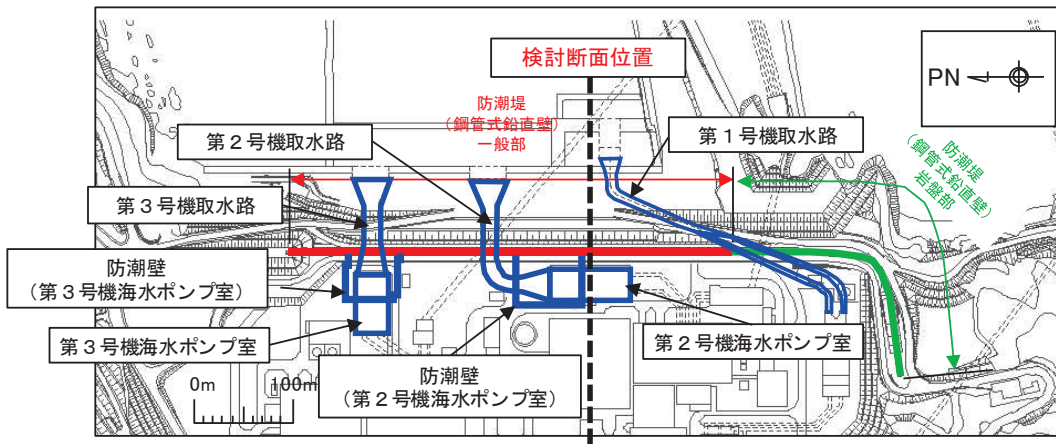 検討断面位置
PN
防潮堤
(鋼管式鉛直壁)
一般部
第2号機取水路
第1号機取水路
防潮堤
(鋼管式鉛直壁)
岩盤部
第3号機取水路
防潮壁
(第3号機海水ポンプ室)
第3号機海水ポンプ室
第2号機海水ポンプ室
防潮壁
(第2号機海水ポンプ室)
0m 100m